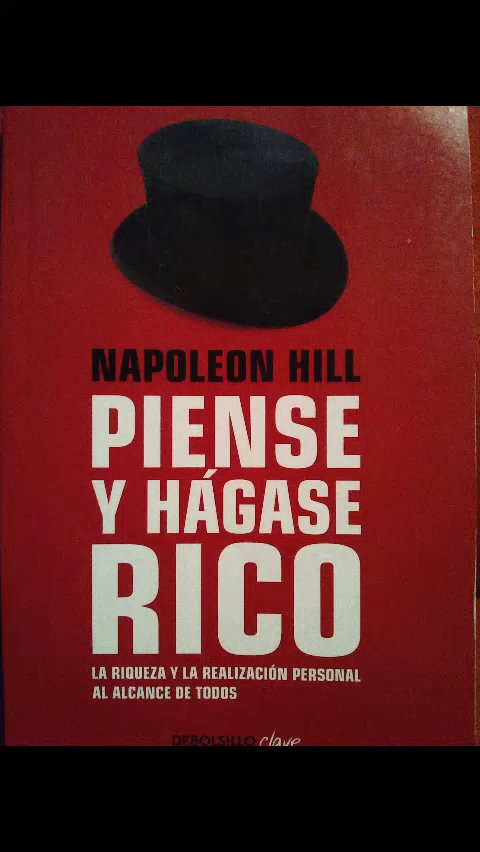 NAPOLEON HILL
PIENSE
Y HÁGASE
RICO
LA RIQUEZA Y LA REALIZACIÓN PERSONAL
AL ALCANCE DE TODOS
DEBOLSILLO clave